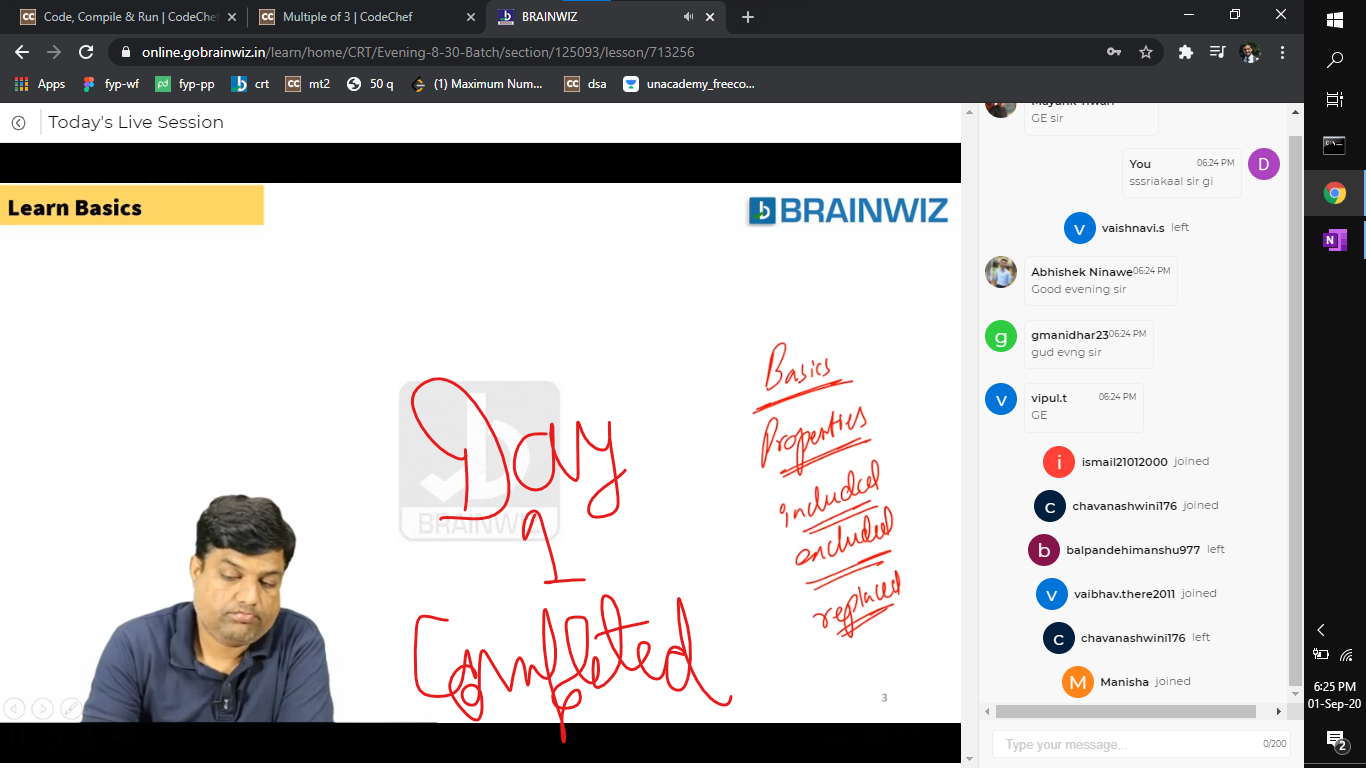 Code, Compile & Run | CodeChef
Multiple of 3 | CodeChef
BRAINWIZ
online.gobrainwiz.in/learn/home/CRT/Evening-8-30-Batch/section/125093/lesson/713256
Apps
fyp-wf
fyp-pp
crt
CC
mt2
50 q
(1) Maximum Num...
CC
dsa
unacademy_freeco...
Today's Live Session
Learn Basics
BRAINWIZ
Basics
Properties
included
excluded
replaced
Day
1
Completed
BRAINWIZ
3
GE sir
You 06:24 PM
sssriakaal sir gi
D
v vaishnavi.s left
Abhishek Ninawe 06:24 PM
Good evening sir
g gmanidhar23 06:24 PM
gud evng sir
v vipul.t 06:24 PM
GE
i ismail21012000 joined
c chavanashwini176 joined
b balpandehimanshu977 left
v vaibhav.there2011 joined
c chavanashwini176 left
M Manisha joined
Type your message...
0/200
N
6:25 PM
01-Sep-20
2